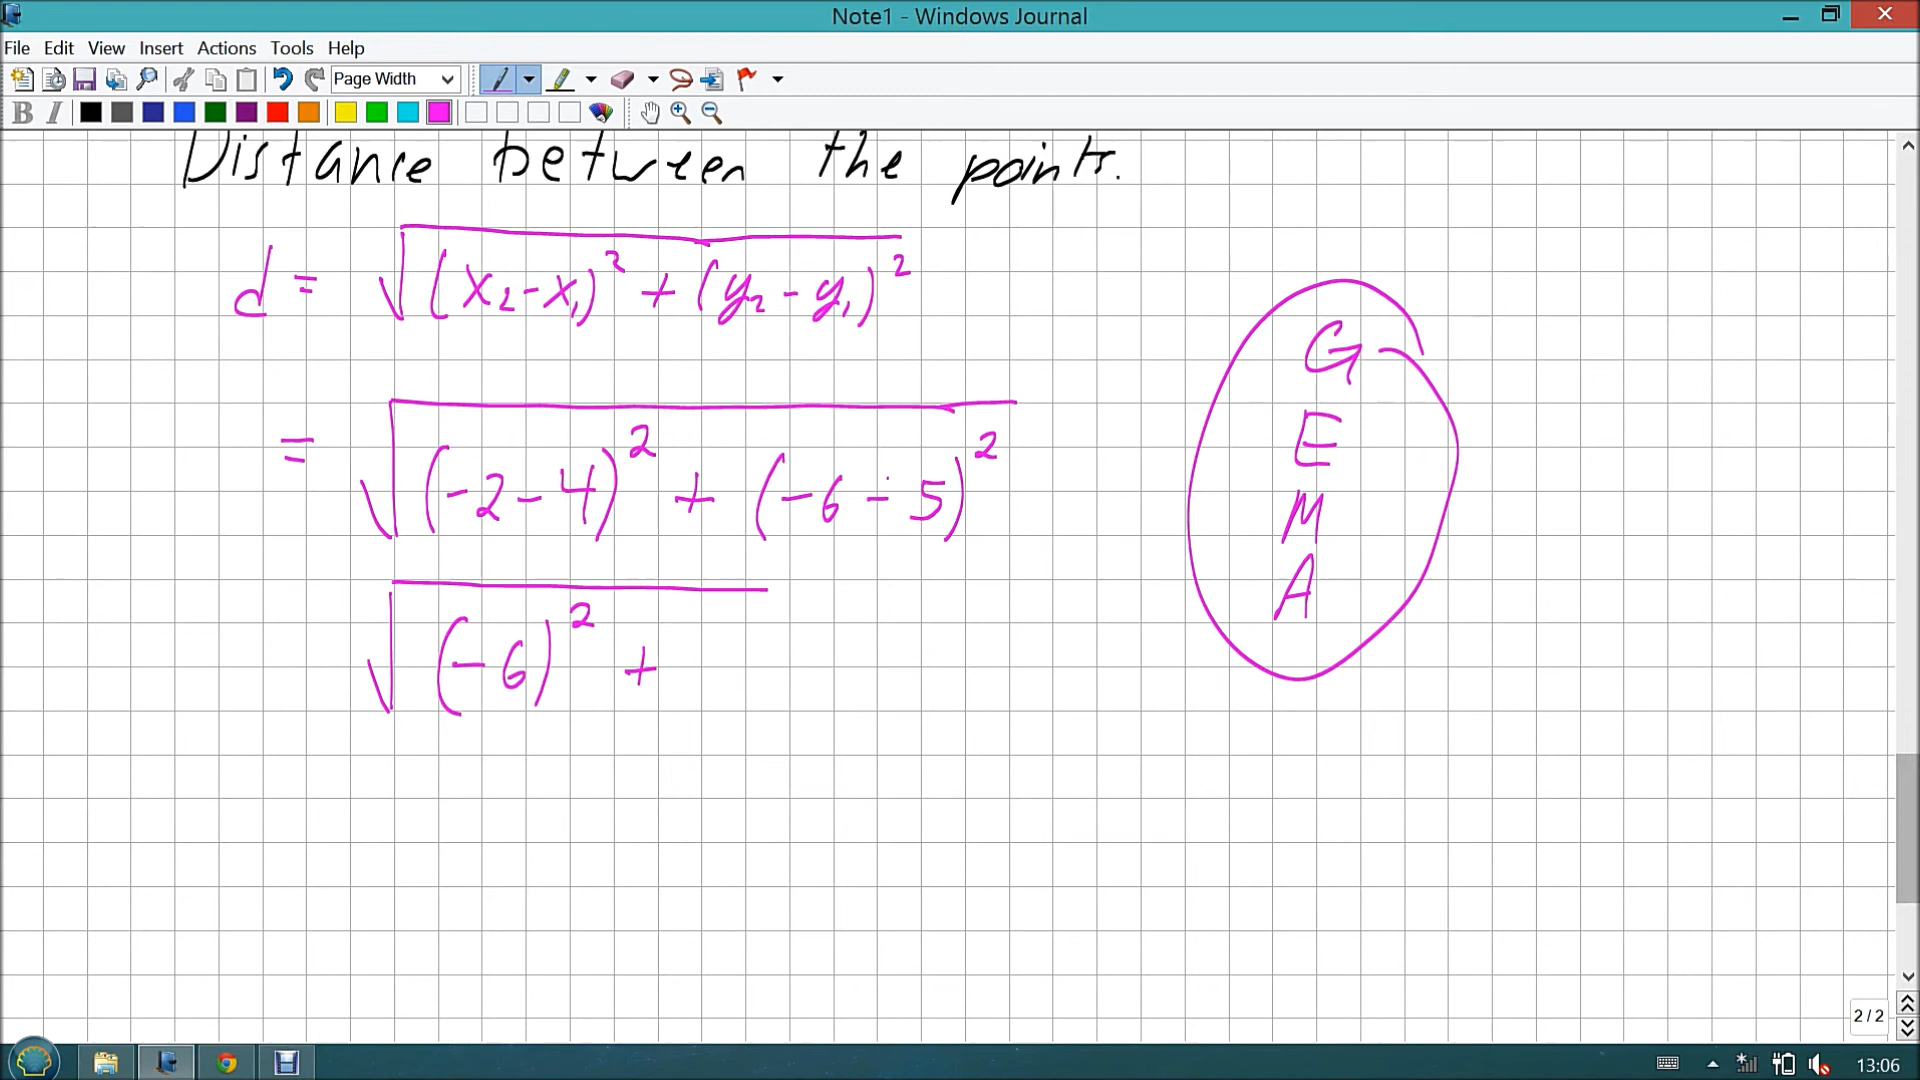 Note1 - Windows Journal
File Edit View Insert Actions Tools Help
Page Width
B I
Distance between the points.
d = √(x₂-x₁)² + (y₂-y₁)²
= √(-2-4)² + (-6-5)²
√(-6)² +
G
E
M
A
2 / 2
13:06